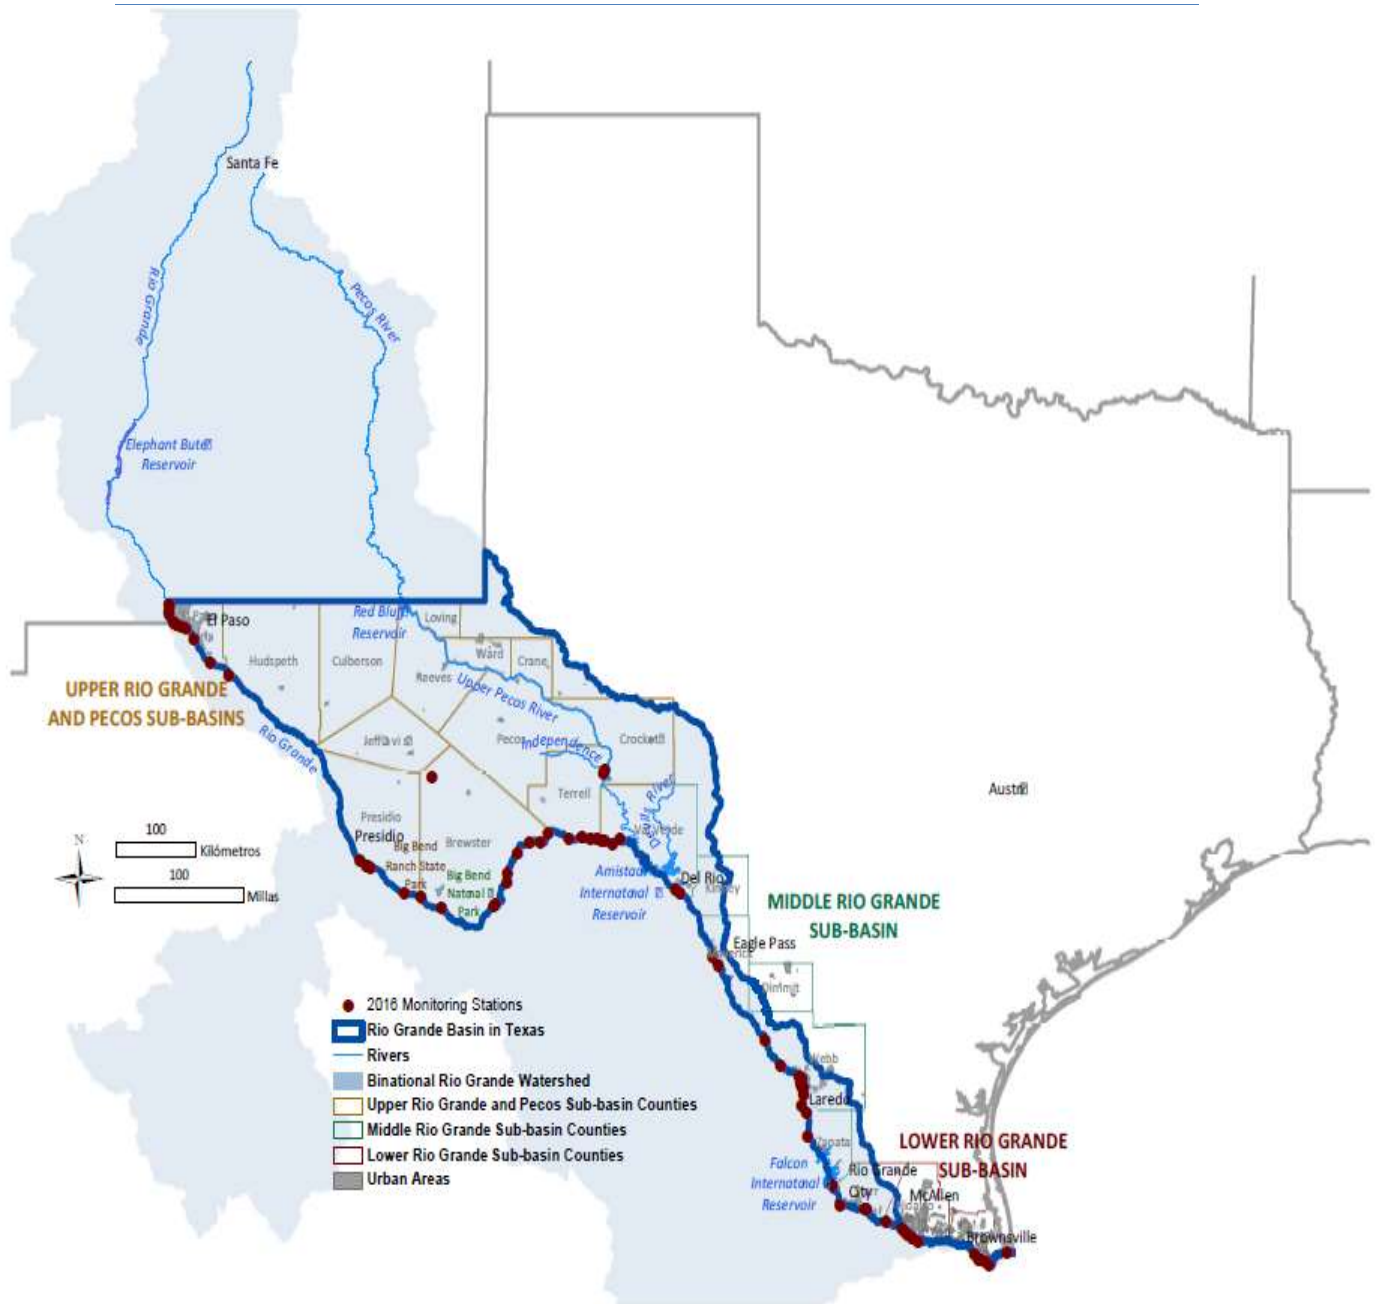 Santa Fe
Rio Grande
Pecos River
Elephant Butte
Reservoir
El Paso
Red Bluff
Reservoir
Loving
Ward
Crane
Hudspeth
Culberson
Reeves
Upper Pecos River
UPPER RIO GRANDE
AND PECOS SUB-BASINS
Rio Grande
Pecos
Independence
Crockett
Terrell
Devils River
Val Verde
Austin
Presidio
Presidio
Brewster
Big Bend
Ranch State
Park
Big Bend
National
Park
N
100
Kilómetros
100
Millas
Amistad
International
Reservoir
Del Rio
Kinney
MIDDLE RIO GRANDE
SUB-BASIN
Eagle Pass
Dimmit
2016 Monitoring Stations
Rio Grande Basin in Texas
Rivers
Binational Rio Grande Watershed
Upper Rio Grande and Pecos Sub-basin Counties
Middle Rio Grande Sub-basin Counties
Lower Rio Grande Sub-basin Counties
Urban Areas
Webb
Laredo
Zapata
LOWER RIO GRANDE
SUB-BASIN
Falcon
International
Reservoir
Rio Grande
City
McAllen
Brownsville